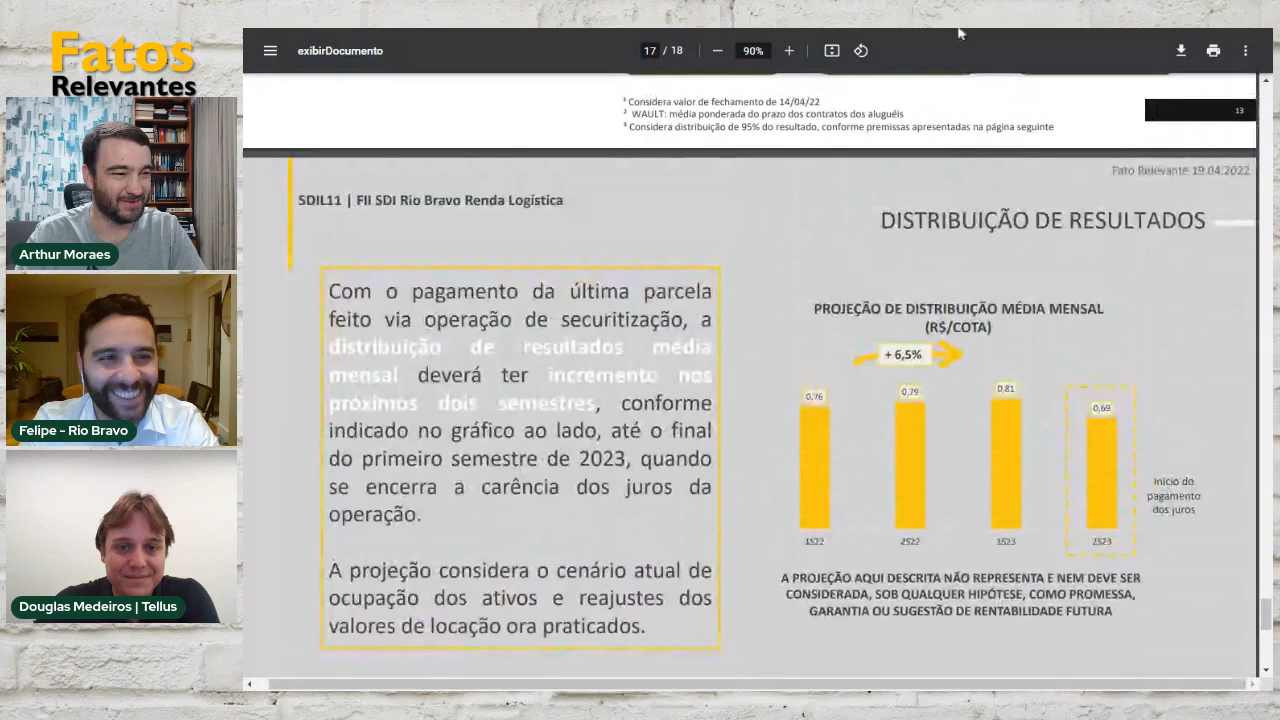 Fatos
Relevantes
exibirDocumento
17 / 18
90%
Arthur Moraes
Felipe - Rio Bravo
Douglas Medeiros | Tellus
¹ Considera valor de fechamento de 14/04/22
² WAULT: média ponderada do prazo dos contratos dos aluguéis
³ Considera distribuição de 95% do resultado, conforme premissas apresentadas na página seguinte
13
Fato Relevante 19.04.2022
SDIL11 | FII SDI Rio Bravo Renda Logística
DISTRIBUIÇÃO DE RESULTADOS
Com o pagamento da última parcela
feito via operação de securitização, a
distribuição de resultados média
mensal deverá ter incremento nos
próximos dois semestres, conforme
indicado no gráfico ao lado, até o final
do primeiro semestre de 2023, quando
se encerra a carência dos juros da
operação.
A projeção considera o cenário atual de
ocupação dos ativos e reajustes dos
valores de locação ora praticados.
PROJEÇÃO DE DISTRIBUIÇÃO MÉDIA MENSAL
(R$/COTA)
+ 6,5%
0,76
0,79
0,81
0,69
Início do
pagamento
dos juros
1S22
2S22
1S23
2S23
A PROJEÇÃO AQUI DESCRITA NÃO REPRESENTA E NEM DEVE SER
CONSIDERADA, SOB QUALQUER HIPÓTESE, COMO PROMESSA,
GARANTIA OU SUGESTÃO DE RENTABILIDADE FUTURA